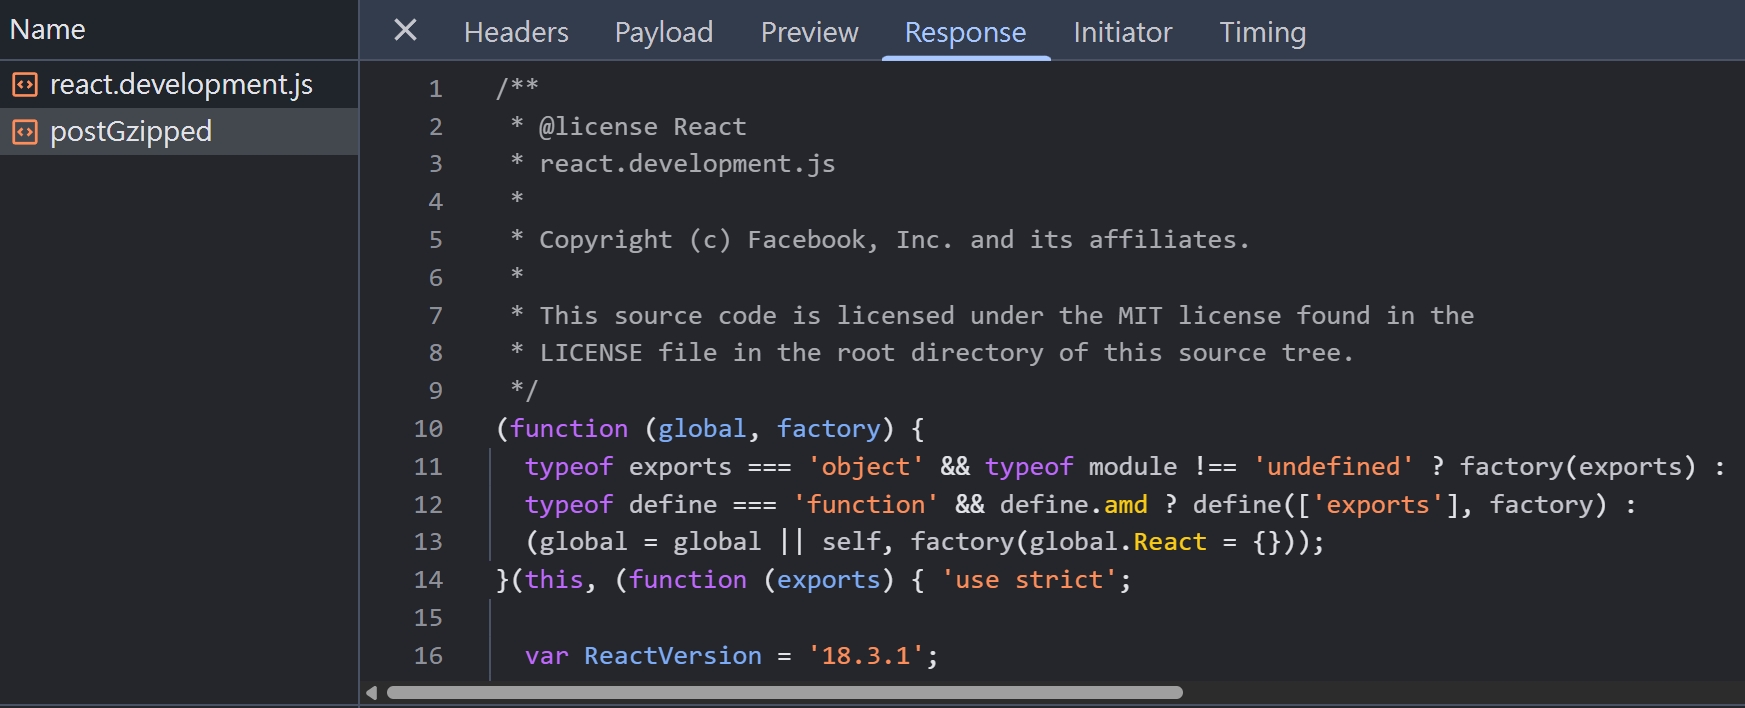 Name
react.development.js
postGzipped
Headers Payload Preview Response Initiator Timing
1 /**
2 * @license React
3 * react.development.js
4 *
5 * Copyright (c) Facebook, Inc. and its affiliates.
6 *
7 * This source code is licensed under the MIT license found in the
8 * LICENSE file in the root directory of this source tree.
9 */
10 (function (global, factory) {
11 typeof exports === 'object' && typeof module !== 'undefined' ? factory(exports) :
12 typeof define === 'function' && define.amd ? define(['exports'], factory) :
13 (global = global || self, factory(global.React = {}));
14 }(this, (function (exports) { 'use strict';
15
16 var ReactVersion = '18.3.1';